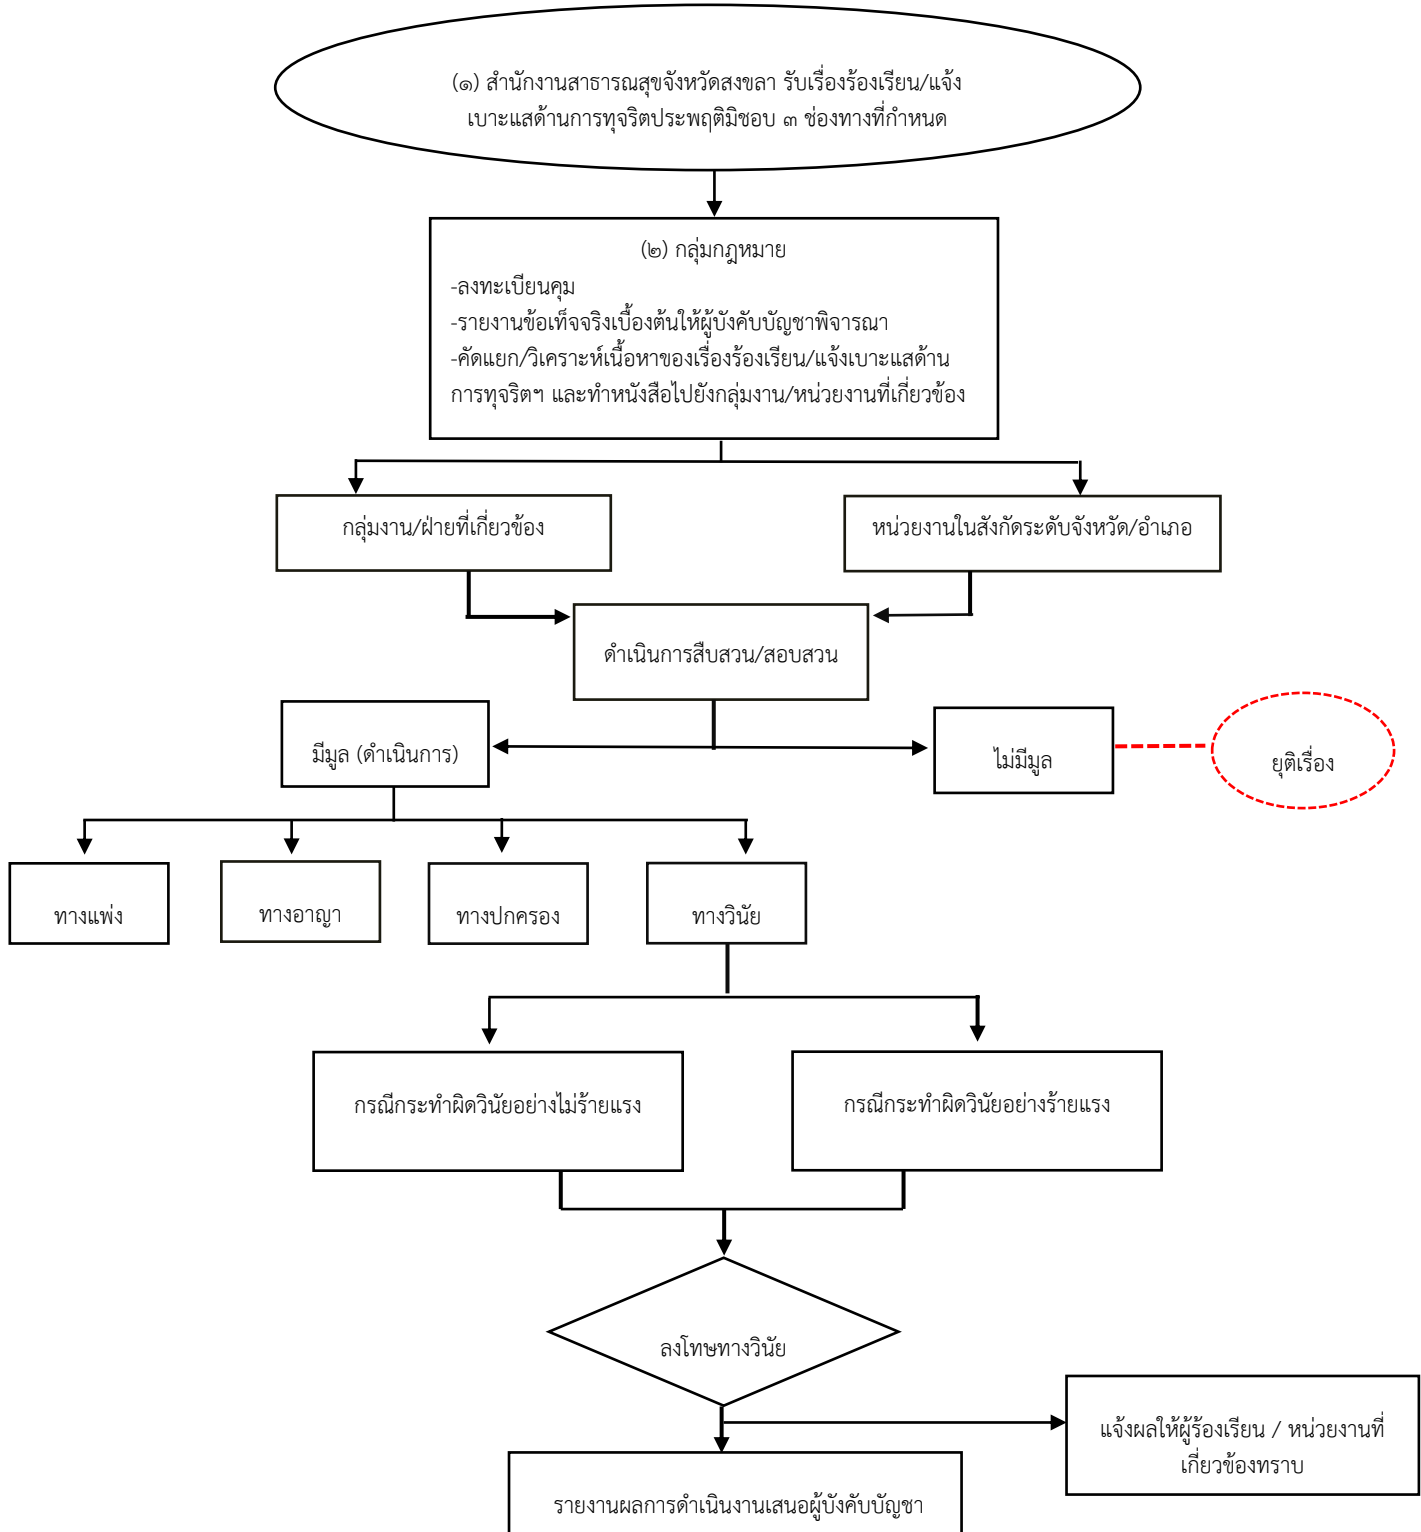 (๑) สำนักงานสาธารณสุขจังหวัดสงขลา รับเรื่องร้องเรียน/แจ้ง
เบาะแสด้านการทุจริตประพฤติมิชอบ ๓ ช่องทางที่กำหนด
(๒) กลุ่มกฎหมาย
-ลงทะเบียนคุม
-รายงานข้อเท็จจริงเบื้องต้นให้ผู้บังคับบัญชาพิจารณา
-คัดแยก/วิเคราะห์เนื้อหาของเรื่องร้องเรียน/แจ้งเบาะแสด้าน
การทุจริตฯ และทำหนังสือไปยังกลุ่มงาน/หน่วยงานที่เกี่ยวข้อง
กลุ่มงาน/ฝ่ายที่เกี่ยวข้อง
หน่วยงานในสังกัดระดับจังหวัด/อำเภอ
ดำเนินการสืบสวน/สอบสวน
มีมูล (ดำเนินการ)
ไม่มีมูล
ยุติเรื่อง
ทางแพ่ง
ทางอาญา
ทางปกครอง
ทางวินัย
กรณีกระทำผิดวินัยอย่างไม่ร้ายแรง
กรณีกระทำผิดวินัยอย่างร้ายแรง
ลงโทษทางวินัย
แจ้งผลให้ผู้ร้องเรียน / หน่วยงานที่
เกี่ยวข้องทราบ
รายงานผลการดำเนินงานเสนอผู้บังคับบัญชา